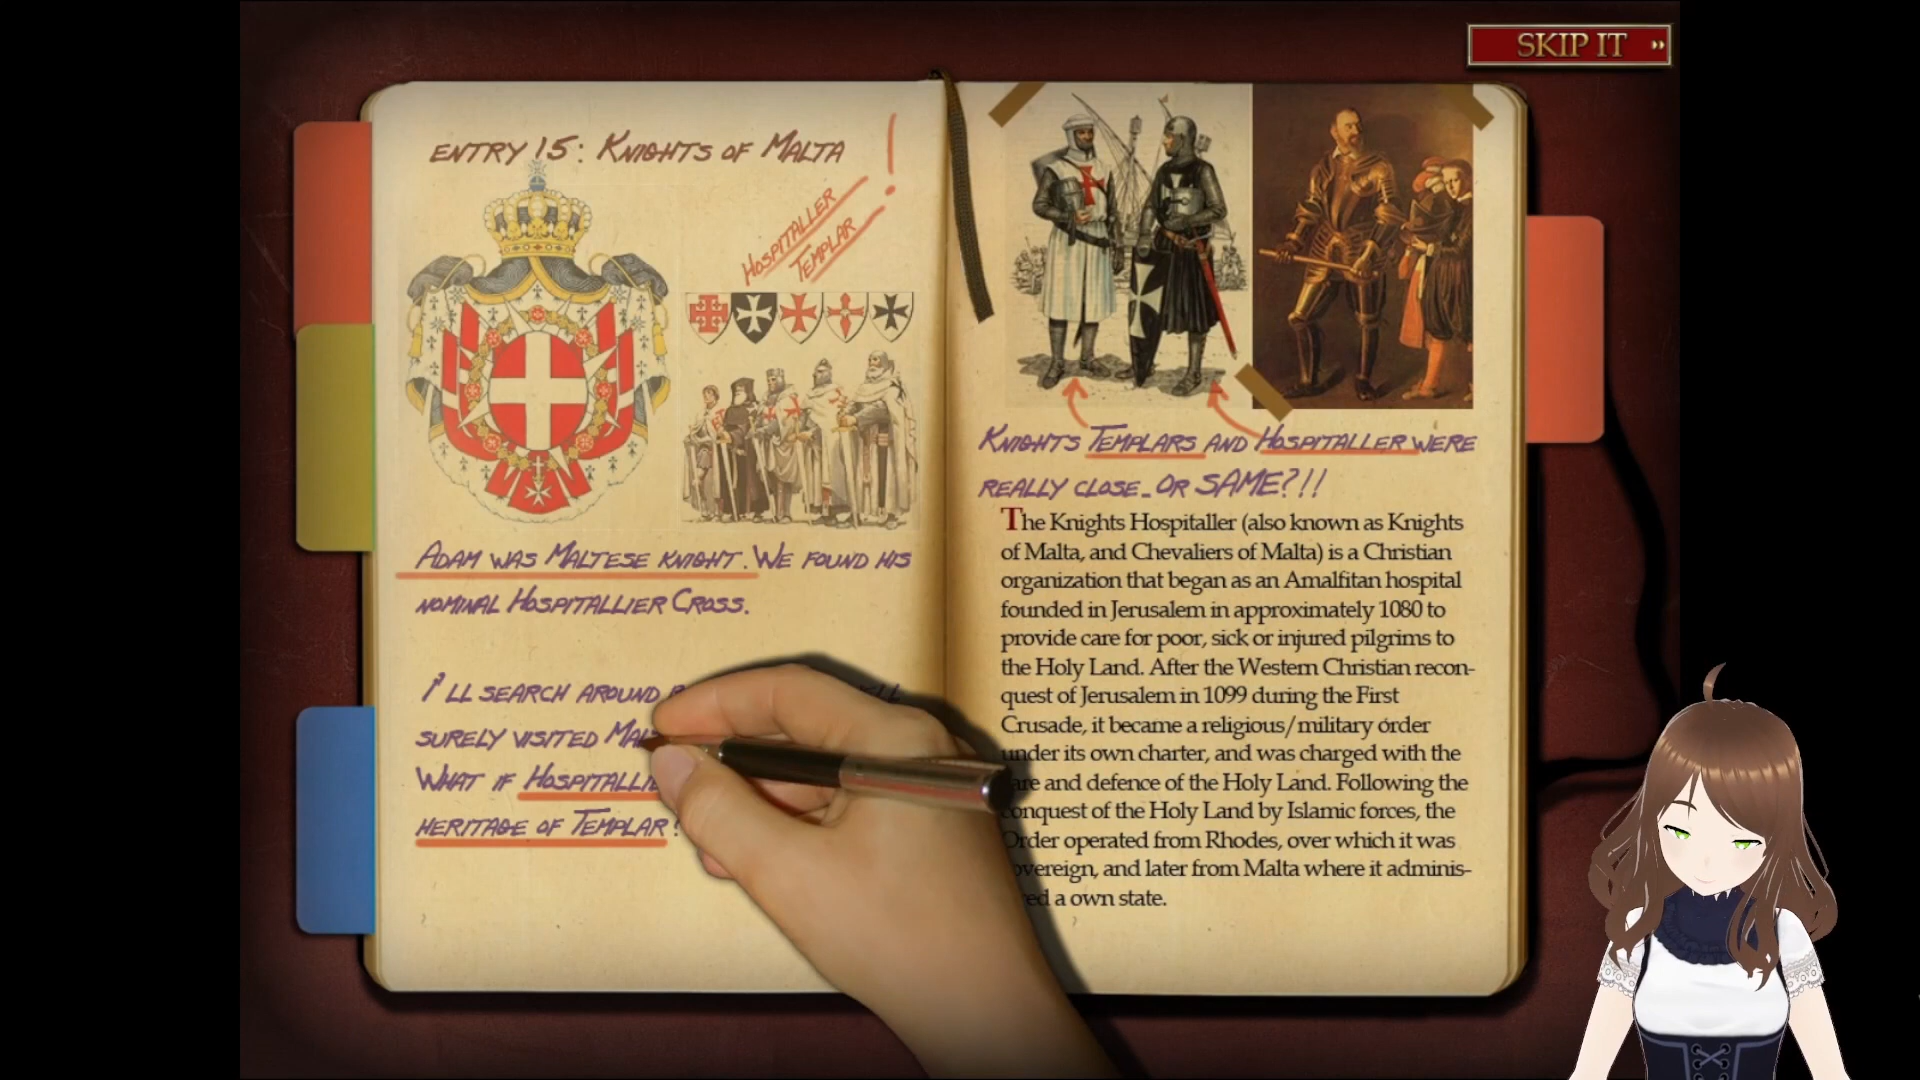 SKIP IT
ENTRY 15: KNIGHTS OF MALTA
HOSPITALLER
TEMPLAR
!
ADAM WAS MALTESE KNIGHT. WE FOUND HIS
NOMINAL HOSPITALLIER CROSS.
I'LL SEARCH AROUND
SURELY VISITED
WHAT IF
HERITAGE OF TEMPLAR?
KNIGHTS TEMPLARS AND HOSPITALLER WERE
REALLY CLOSE_OR SAME?!!
The Knights Hospitaller (also known as Knights
of Malta, and Chevaliers of Malta) is a Christian
organization that began as an Amalfitan hospital
founded in Jerusalem in approximately 1080 to
provide care for poor, sick or injured pilgrims to
the Holy Land. After the Western Christian recon-
quest of Jerusalem in 1099 during the First
Crusade, it became a religious/military order
under its own charter, and was charged with the
care and defence of the Holy Land. Following the
conquest of the Holy Land by Islamic forces, the
Order operated from Rhodes, over which it was
sovereign, and later from Malta where it adminis-
a own state.